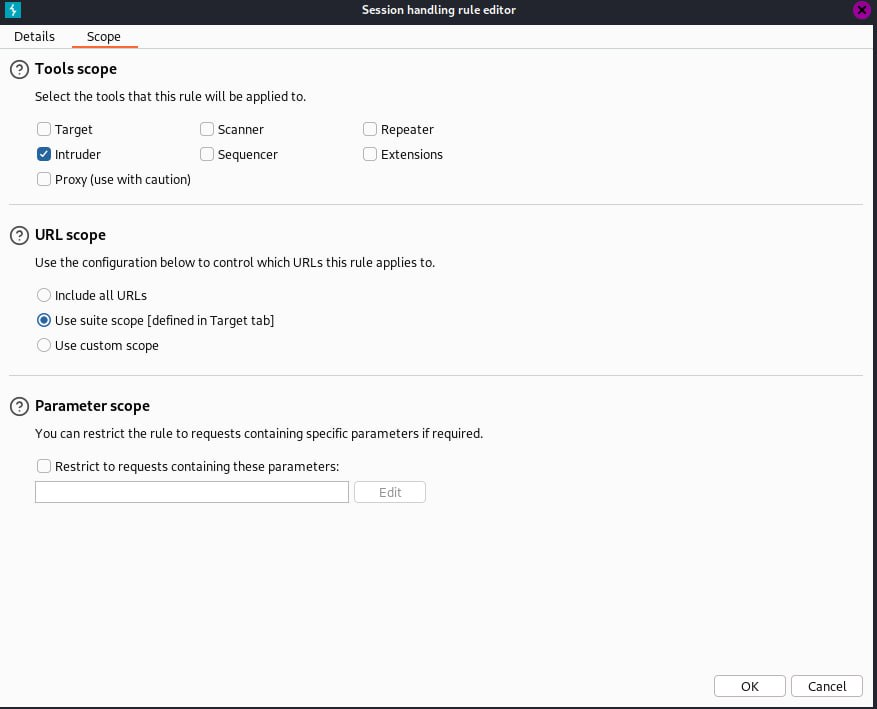 Session handling rule editor
Details Scope
Tools scope
Select the tools that this rule will be applied to.
Target Scanner Repeater
Intruder Sequencer Extensions
Proxy (use with caution)
URL scope
Use the configuration below to control which URLs this rule applies to.
Include all URLs
Use suite scope [defined in Target tab]
Use custom scope
Parameter scope
You can restrict the rule to requests containing specific parameters if required.
Restrict to requests containing these parameters:
Edit
OK Cancel